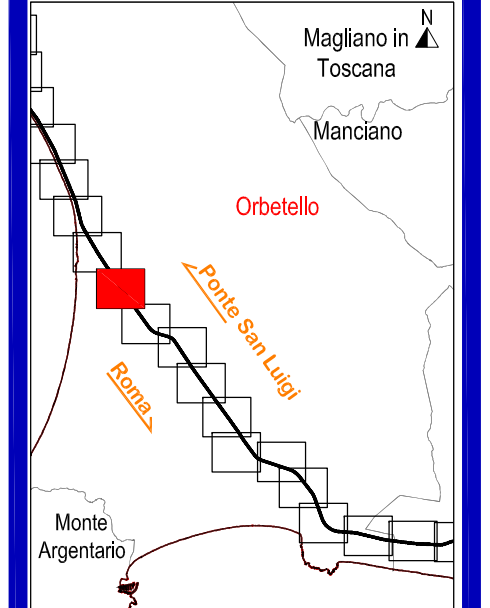 N
Magliano in
Toscana
Manciano
Orbetello
Ponte San Luigi
Roma
Monte
Argentario